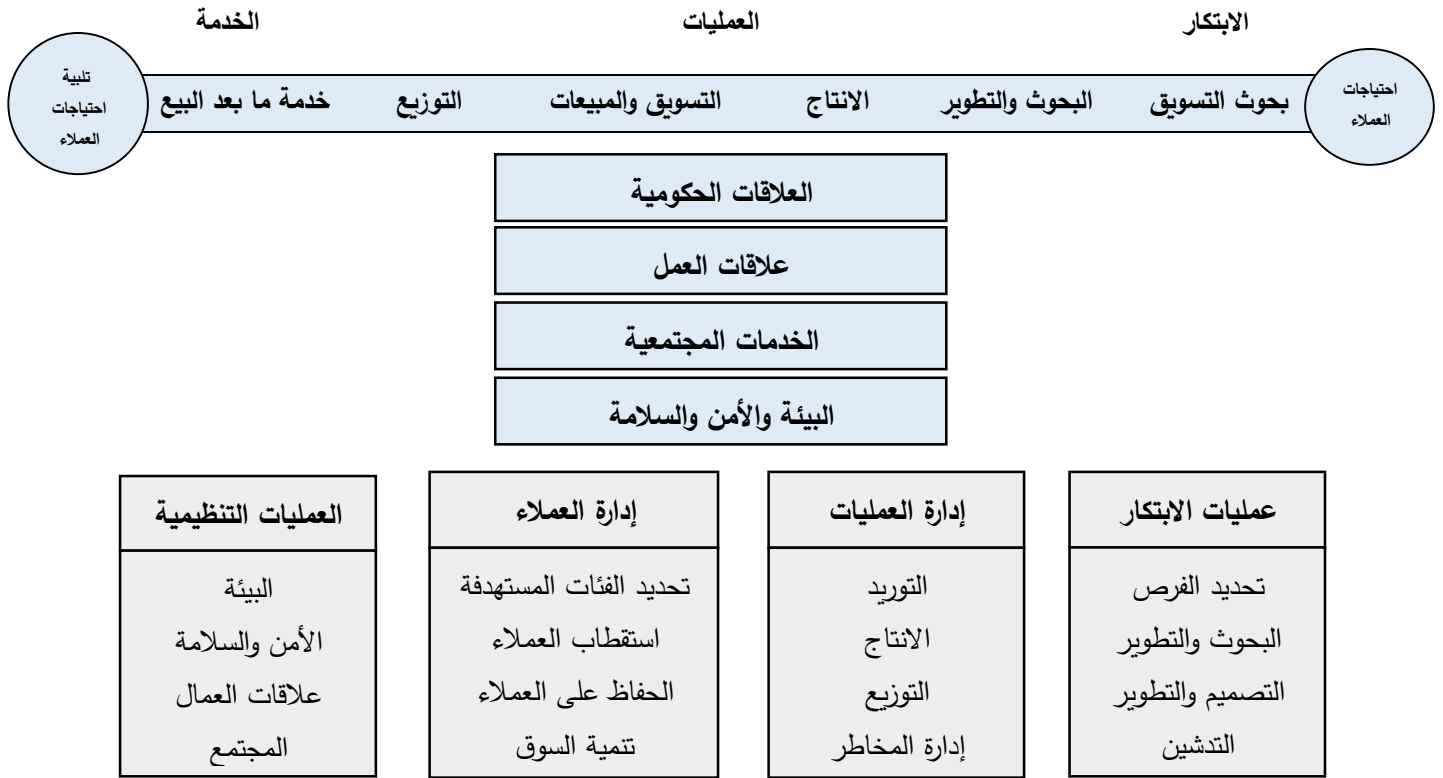 الابتكار
العمليات
الخدمة
احتياجات
العملاء
بحوث التسويق
البحوث والتطوير
الانتاج
التسويق والمبيعات
التوزيع
خدمة ما بعد البيع
تلبية
احتياجات
العملاء
العلاقات الحكومية
علاقات العمل
الخدمات المجتمعية
البيئة والأمن والسلامة
عمليات الابتكار
تحديد الفرص
البحوث والتطوير
التصميم والتطوير
التدشين
إدارة العمليات
التوريد
الانتاج
التوزيع
إدارة المخاطر
إدارة العملاء
تحديد الفئات المستهدفة
استقطاب العملاء
الحفاظ على العملاء
تنمية السوق
العمليات التنظيمية
البيئة
الأمن والسلامة
علاقات العمال
المجتمع